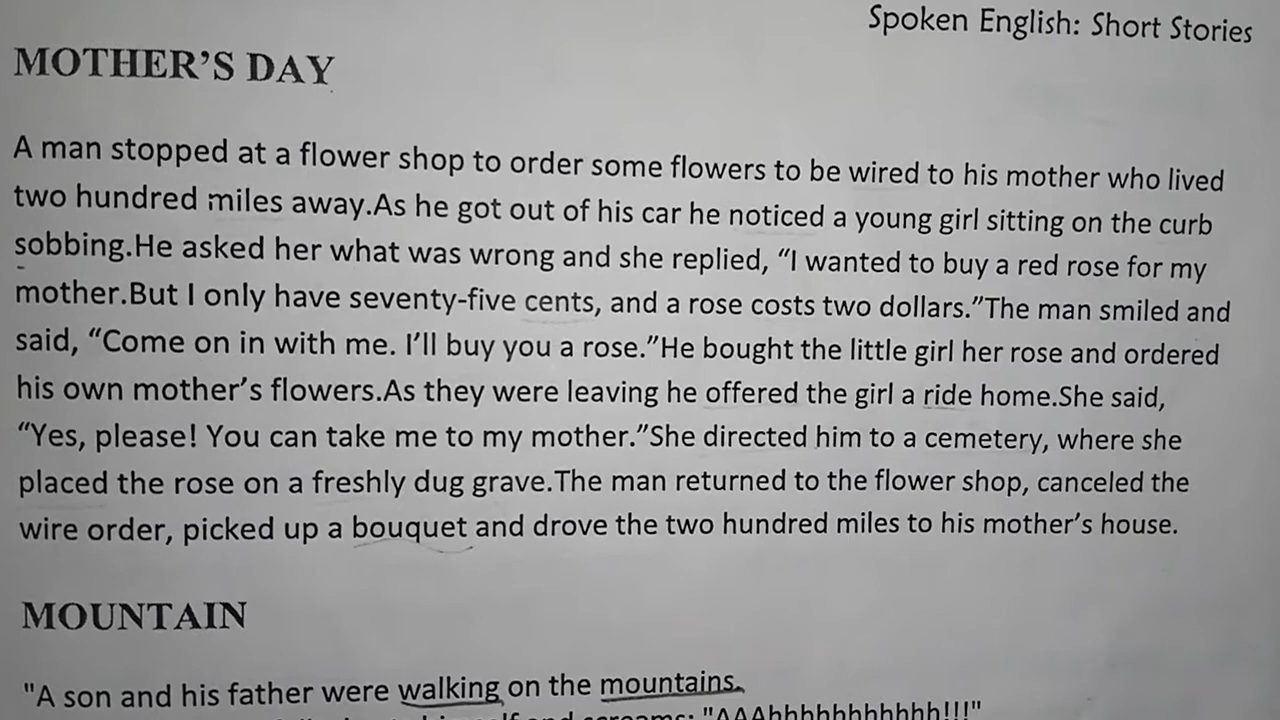 Spoken English: Short Stories
MOTHER'S DAY
A man stopped at a flower shop to order some flowers to be wired to his mother who lived
two hundred miles away.As he got out of his car he noticed a young girl sitting on the curb
sobbing.He asked her what was wrong and she replied, “I wanted to buy a red rose for my
mother.But I only have seventy-five cents, and a rose costs two dollars.”The man smiled and
said, “Come on in with me. I’ll buy you a rose.”He bought the little girl her rose and ordered
his own mother’s flowers.As they were leaving he offered the girl a ride home.She said,
“Yes, please! You can take me to my mother.”She directed him to a cemetery, where she
placed the rose on a freshly dug grave.The man returned to the flower shop, canceled the
wire order, picked up a bouquet and drove the two hundred miles to his mother’s house.
MOUNTAIN
"A son and his father were walking on the mountains.
and screams: "AAAhhhhhhhhhhh!!!"